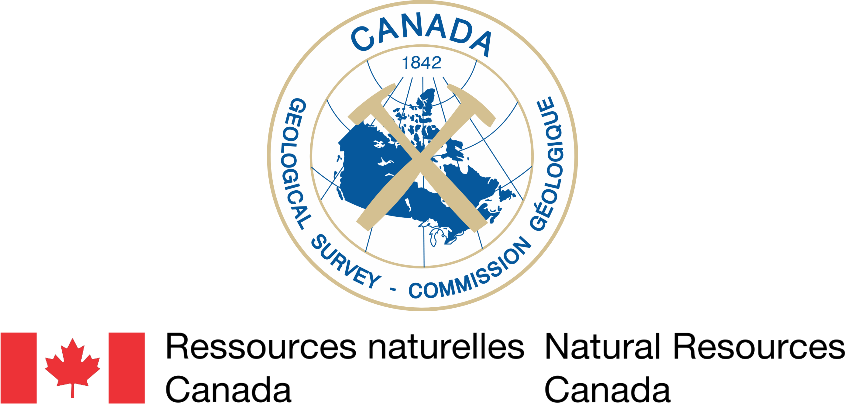 CANADA
1842
GEOLOGICAL SURVEY - COMMISSION GÉOLOGIQUE
Ressources naturelles
Canada
Natural Resources
Canada